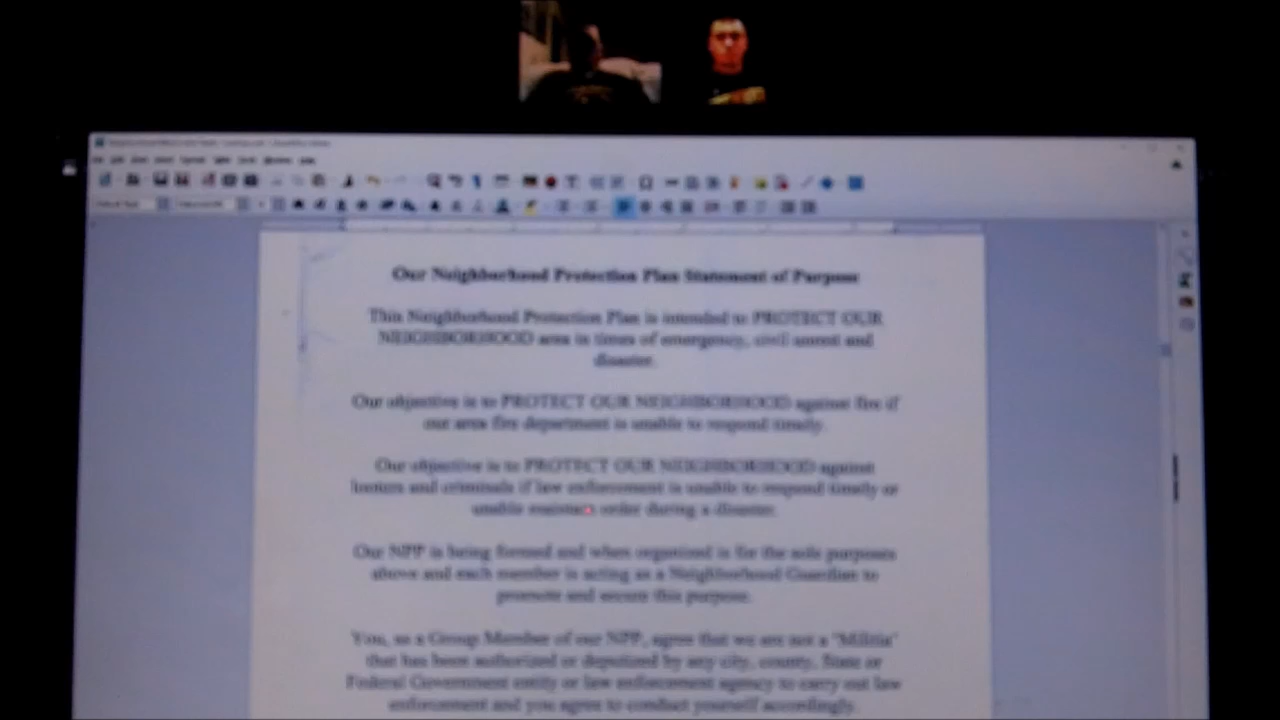 Our Neighborhood Protection Plan Statement of Purpose
This Neighborhood Protection Plan is intended to PROTECT OUR
NEIGHBORHOOD area in times of emergency, civil unrest and
disaster.
Our objective is to PROTECT OUR NEIGHBORHOOD against fire if
our area fire department is unable to respond timely.
Our objective is to PROTECT OUR NEIGHBORHOOD against
looters and criminals if law enforcement is unable to respond timely or
unable maintain order during a disaster.
Our NPP is being formed and when organized is for the sole purposes
above and each member is acting as a Neighborhood Guardian to
promote and secure this purpose.
You, as a Group Member of our NPP, agree that we are not a "Militia"
that has been authorized or deputized by any city, county, State or
Federal Government entity or law enforcement agency to carry out law
enforcement and you agree to conduct yourself accordingly.